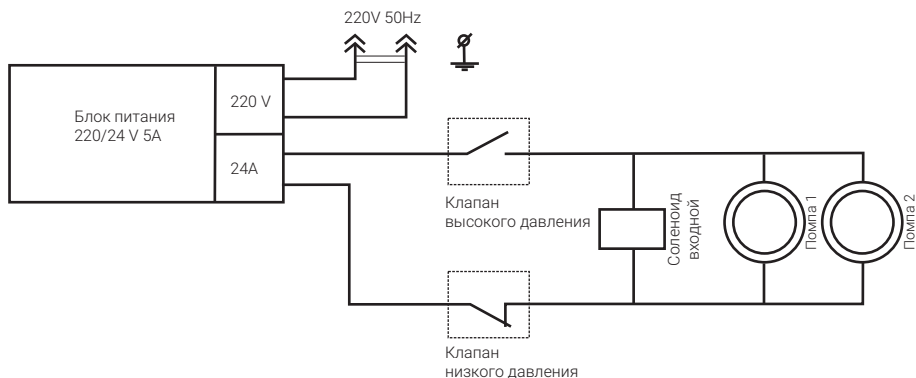 220V 50Hz
Блок питания
220/24 V 5A
220 V
24A
Клапан
высокого давления
Соленоид
входной
Помпа 1
Помпа 2
Клапан
низкого давления